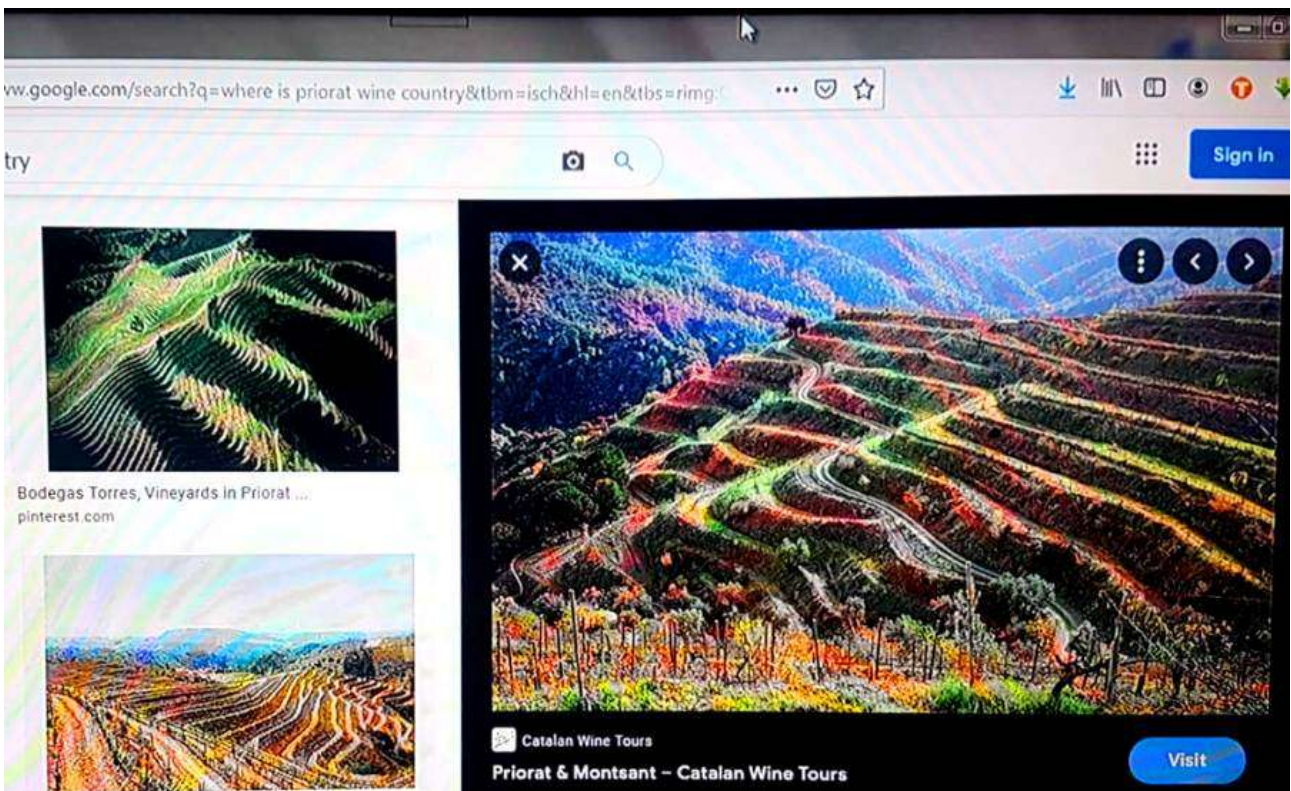 ww.google.com/search?q=where is priorat wine country&tbm=isch&hl=en&tbs=rimg:
try
Sign in
Bodegas Torres, Vineyards in Priorat ...
pinterest.com
Catalan Wine Tours
Priorat & Montsant – Catalan Wine Tours
Visit